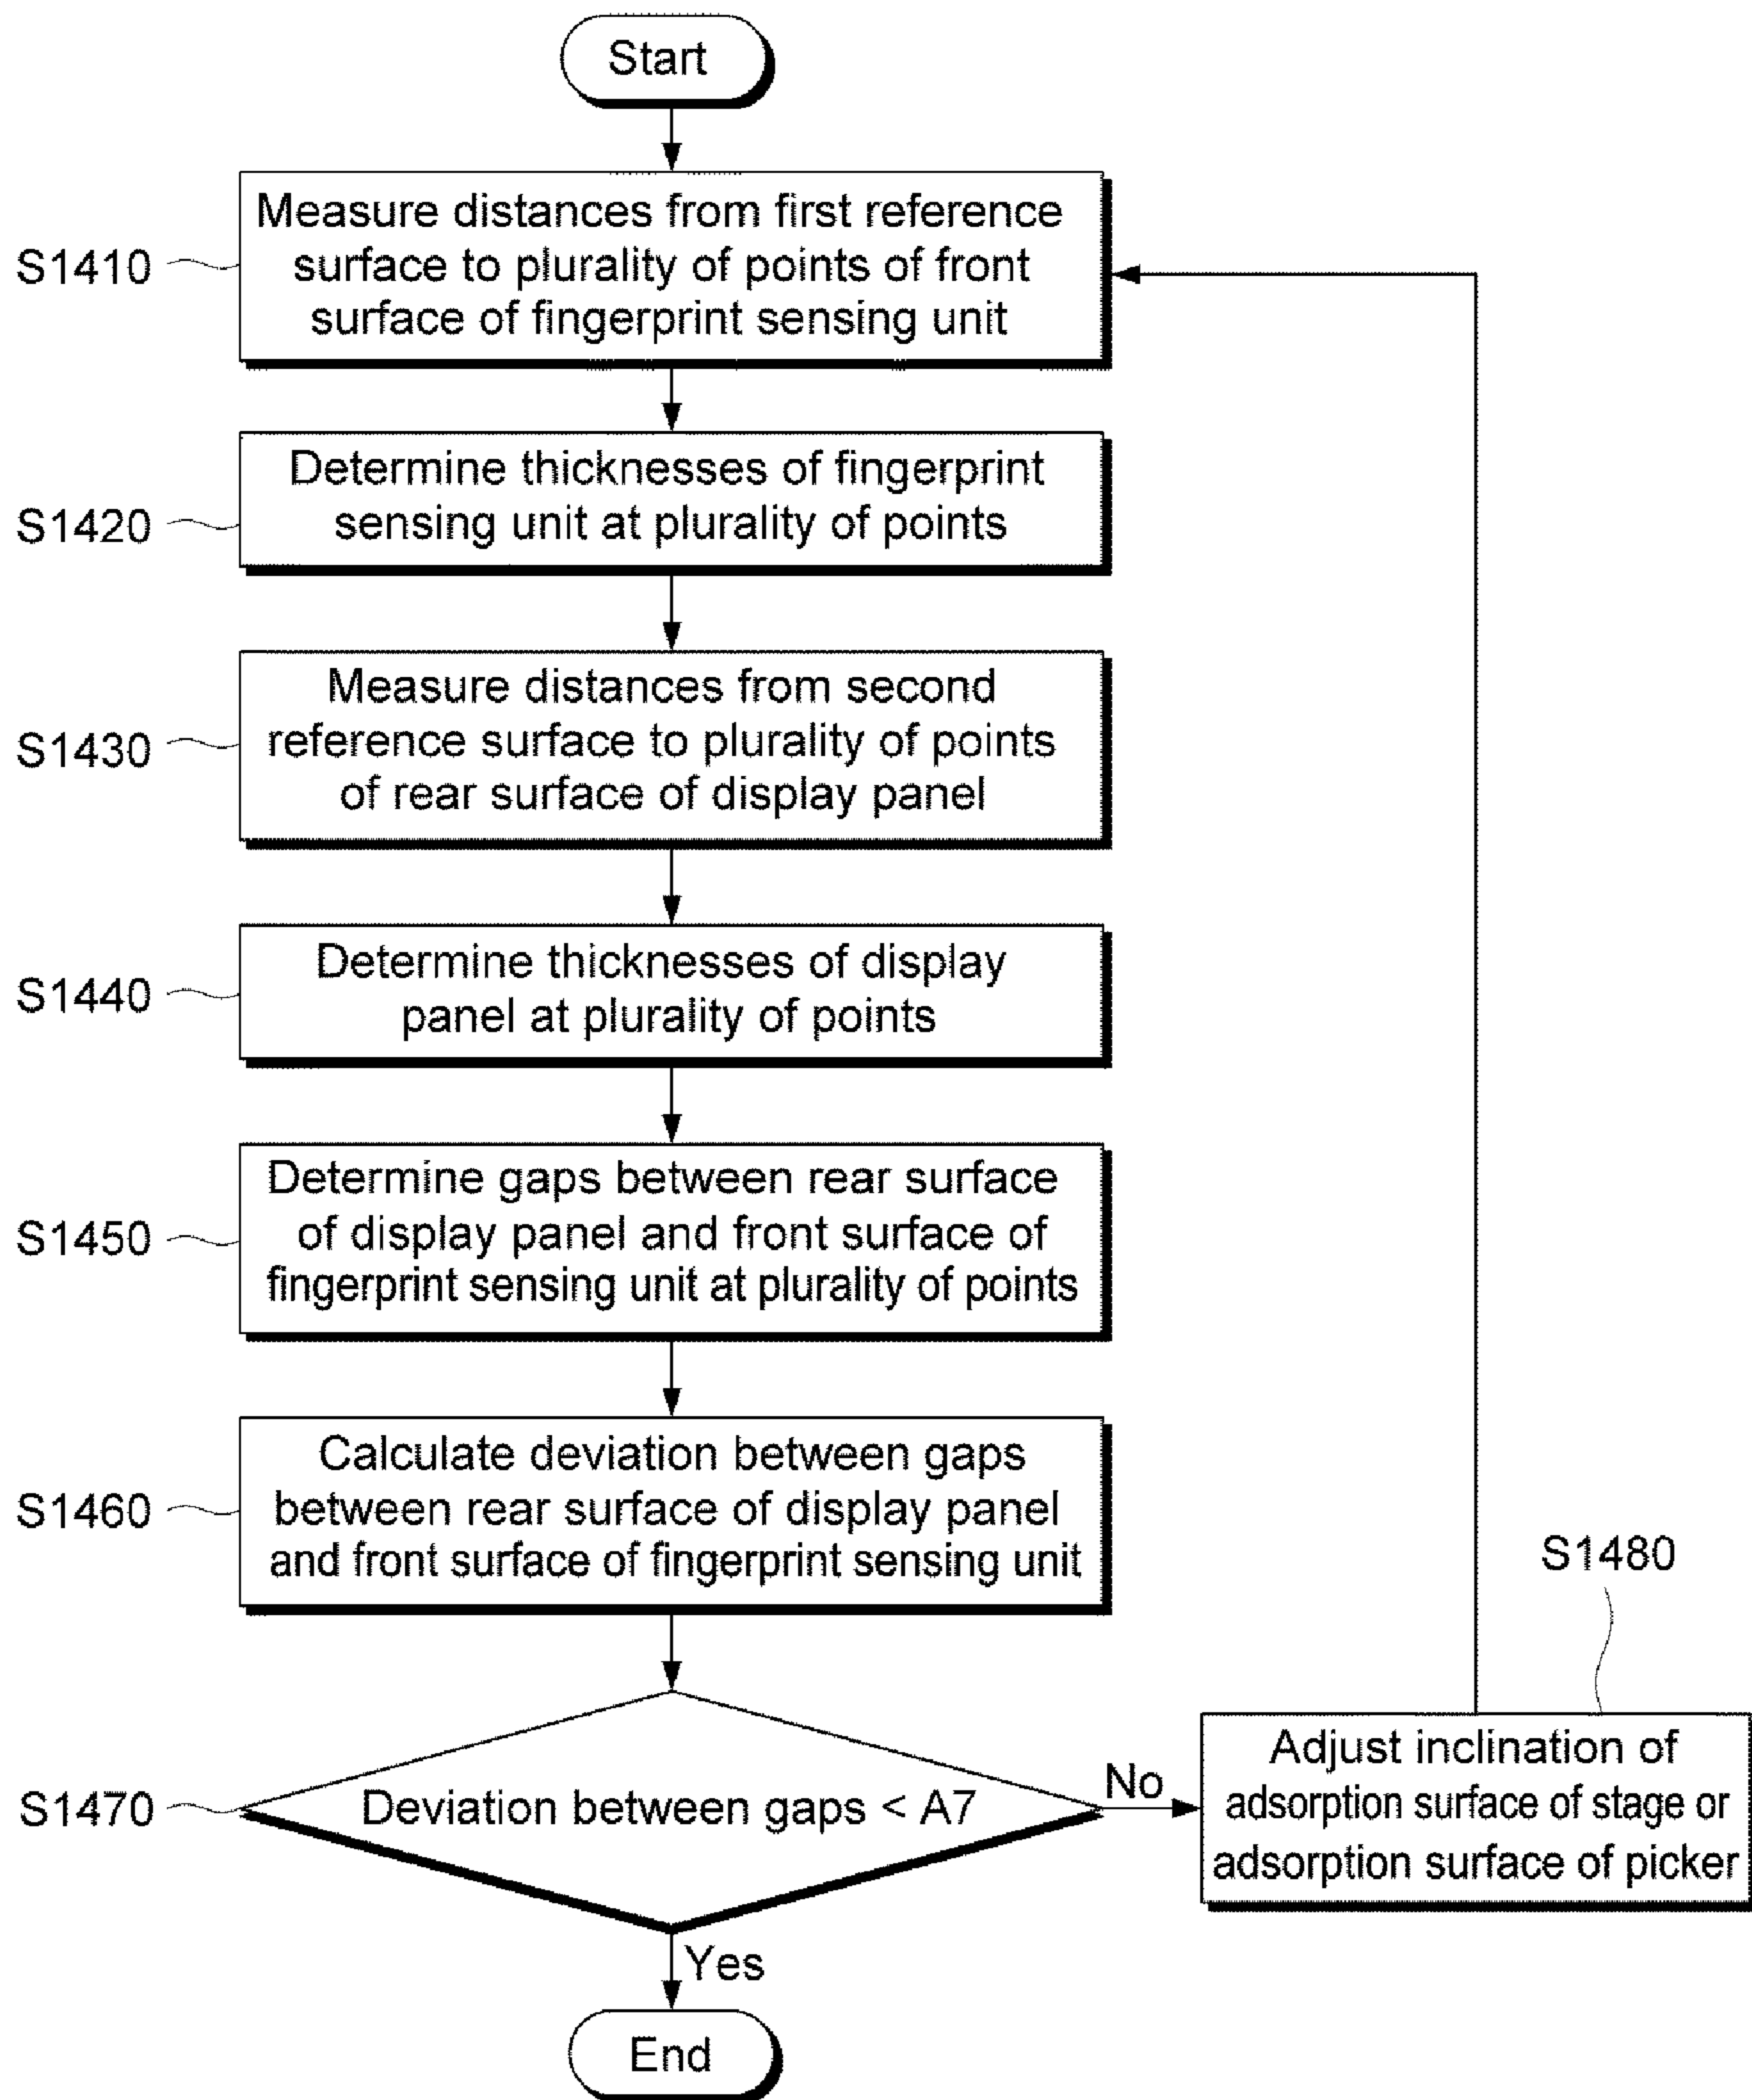 Start
S1410
Measure distances from first reference
surface to plurality of points of front
surface of fingerprint sensing unit
S1420
Determine thicknesses of fingerprint
sensing unit at plurality of points
S1430
Measure distances from second
reference surface to plurality of points
of rear surface of display panel
S1440
Determine thicknesses of display
panel at plurality of points
S1450
Determine gaps between rear surface
of display panel and front surface of
fingerprint sensing unit at plurality of points
S1460
Calculate deviation between gaps
between rear surface of display panel
and front surface of fingerprint sensing unit
S1470
Deviation between gaps < A7
No
S1480
Adjust inclination of
adsorption surface of stage or
adsorption surface of picker
Yes
End